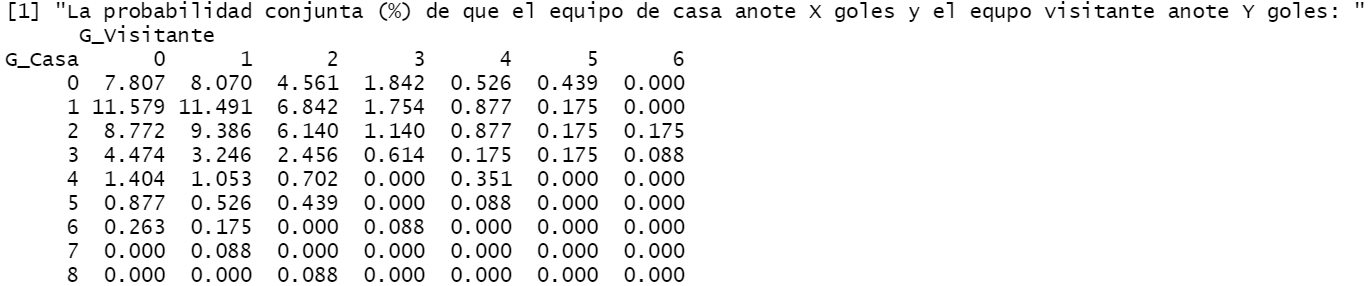 [1] "La probabilidad conjunta (%) de que el equipo de casa anote X goles y el equpo visitante anote Y goles: "
G_Visitante
G_Casa 0 1 2 3 4 5 6
0 7.807 8.070 4.561 1.842 0.526 0.439 0.000
1 11.579 11.491 6.842 1.754 0.877 0.175 0.000
2 8.772 9.386 6.140 1.140 0.877 0.175 0.175
3 4.474 3.246 2.456 0.614 0.175 0.175 0.088
4 1.404 1.053 0.702 0.000 0.351 0.000 0.000
5 0.877 0.526 0.439 0.000 0.088 0.000 0.000
6 0.263 0.175 0.000 0.088 0.000 0.000 0.000
7 0.000 0.088 0.000 0.000 0.000 0.000 0.000
8 0.000 0.000 0.088 0.000 0.000 0.000 0.000